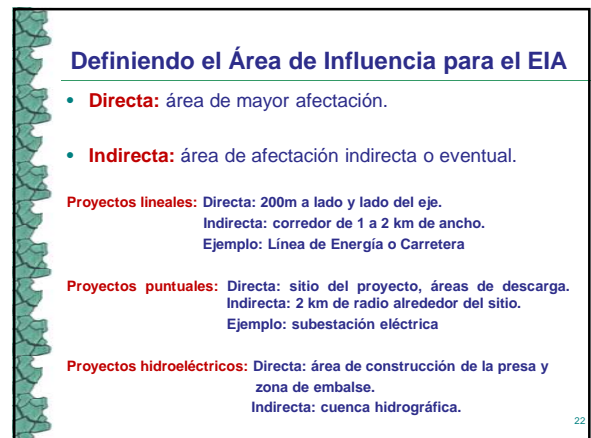 Definiendo el Área de Influencia para el EIA
• Directa: área de mayor afectación.
• Indirecta: área de afectación indirecta o eventual.
Proyectos lineales: Directa: 200m a lado y lado del eje.
Indirecta: corredor de 1 a 2 km de ancho.
Ejemplo: Línea de Energía o Carretera
Proyectos puntuales: Directa: sitio del proyecto, áreas de descarga.
Indirecta: 2 km de radio alrededor del sitio.
Ejemplo: subestación eléctrica
Proyectos hidroeléctricos: Directa: área de construcción de la presa y
zona de embalse.
Indirecta: cuenca hidrográfica.
22